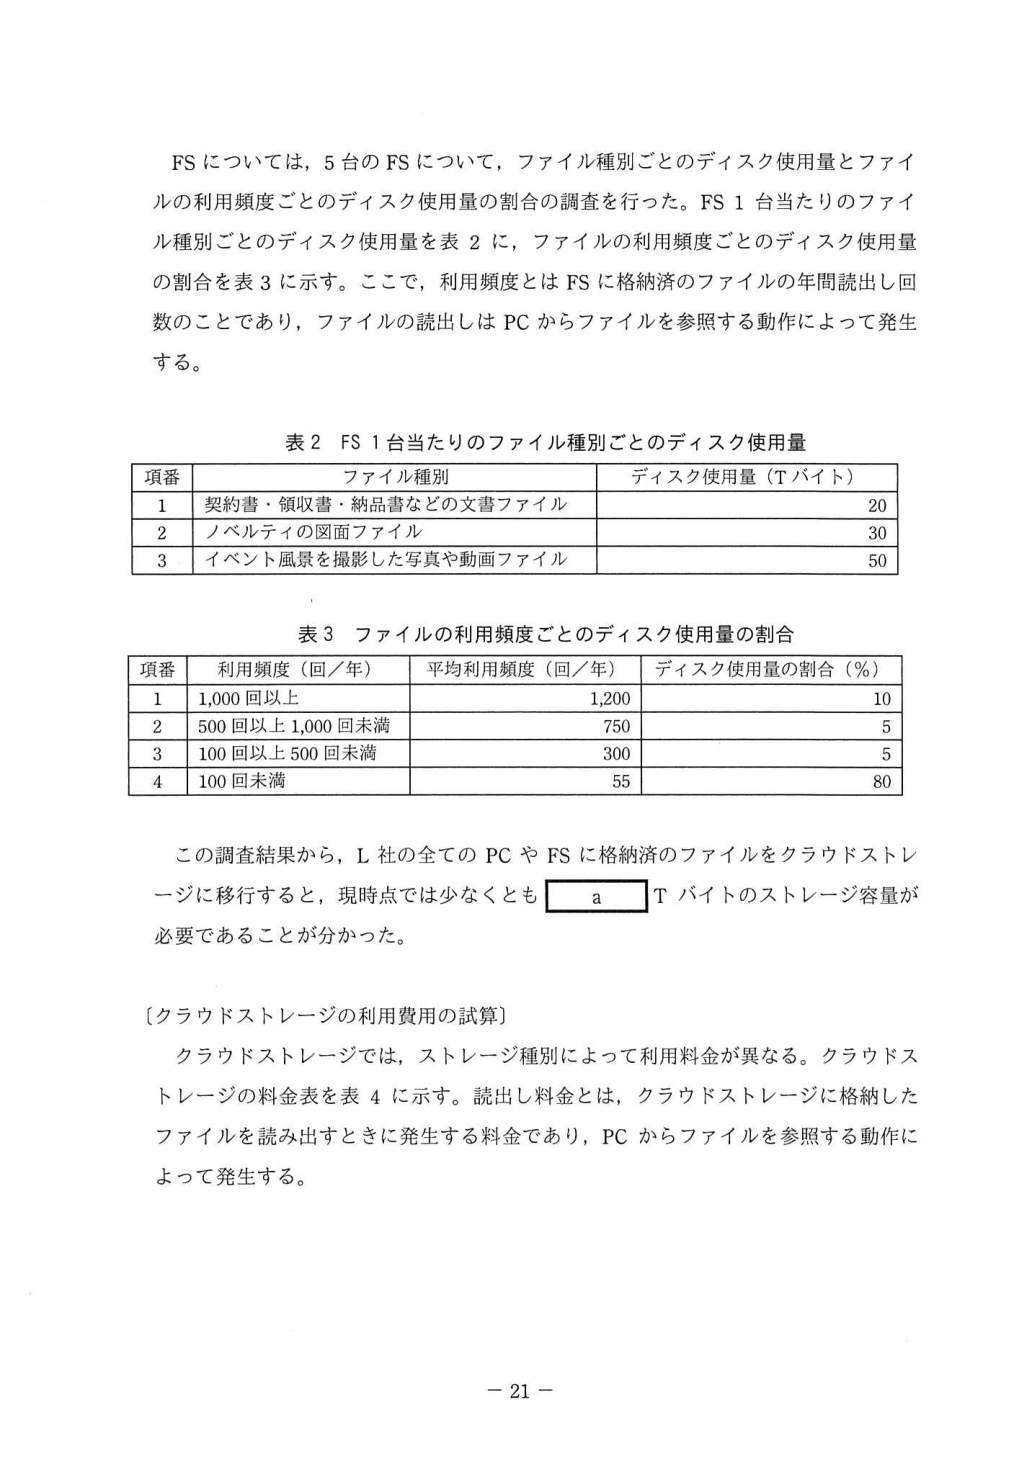 FS については，5 台の FS について，ファイル種別ごとのディスク使用量とファイ
ルの利用頻度ごとのディスク使用量の割合の調査を行った。FS 1 台当たりのファイ
ル種別ごとのディスク使用量を表 2 に，ファイルの利用頻度ごとのディスク使用量
の割合を表 3 に示す。ここで，利用頻度とは FS に格納済のファイルの年間読出し回
数のことであり，ファイルの読出しは PC からファイルを参照する動作によって発生
する。
表 2 FS 1 台当たりのファイル種別ごとのディスク使用量
項番 ファイル種別 ディスク使用量（T バイト）
1 契約書・領収書・納品書などの文書ファイル 20
2 ノベルティの図面ファイル 30
3 イベント風景を撮影した写真や動画ファイル 50
表 3 ファイルの利用頻度ごとのディスク使用量の割合
項番 利用頻度（回／年） 平均利用頻度（回／年） ディスク使用量の割合（%）
1 1,000 回以上 1,200 10
2 500 回以上 1,000 回未満 750 5
3 100 回以上 500 回未満 300 5
4 100 回未満 55 80
この調査結果から，L 社の全ての PC や FS に格納済のファイルをクラウドストレ
ージに移行すると，現時点では少なくとも a T バイトのストレージ容量が
必要であることが分かった。
〔クラウドストレージの利用費用の試算〕
クラウドストレージでは，ストレージ種別によって利用料金が異なる。クラウドス
トレージの料金表を表 4 に示す。読出し料金とは，クラウドストレージに格納した
ファイルを読み出すときに発生する料金であり，PC からファイルを参照する動作に
よって発生する。
－ 21 －